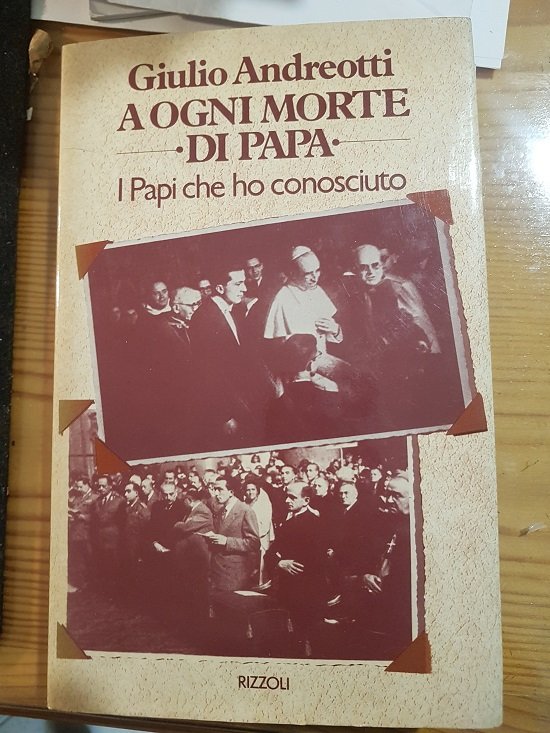 Giulio Andreotti
A OGNI MORTE
• DI PAPA •
I Papi che ho conosciuto
RIZZOLI